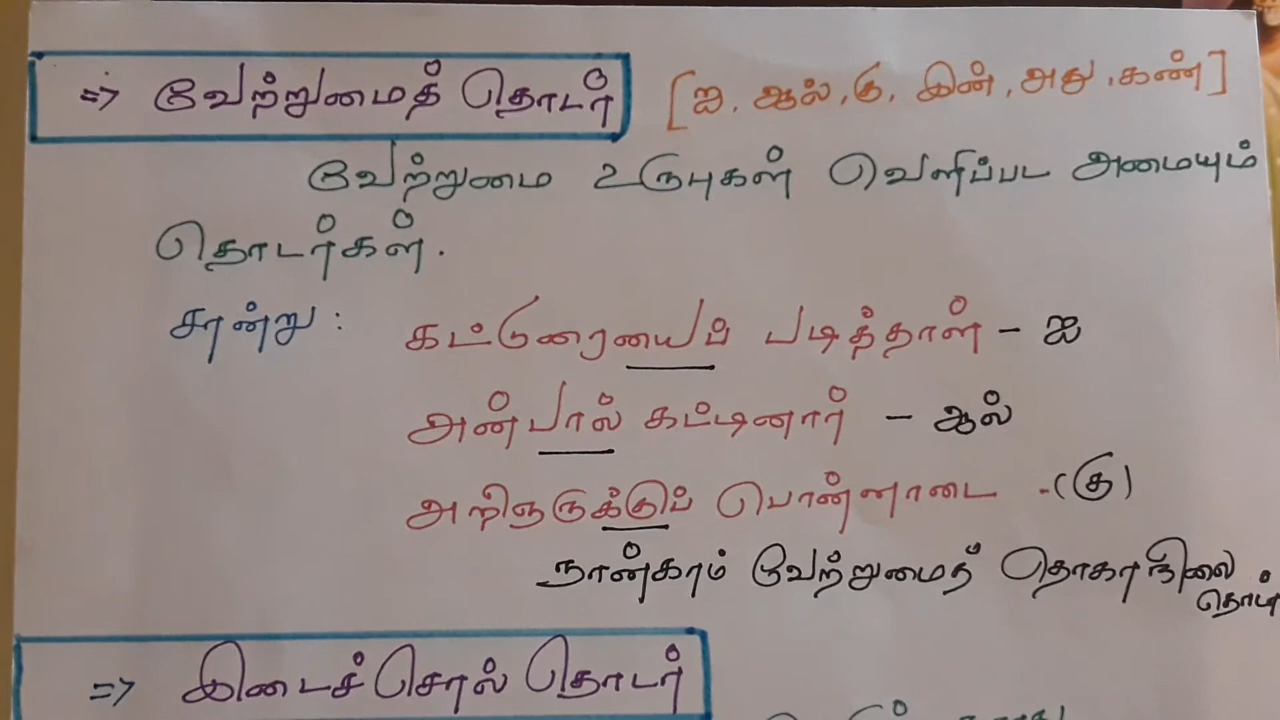 => வேற்றுமைத் தொடர் [ஐ, ஆல், கு, இன், அது, கண்]
வேற்றுமை உருபுகள் வெளிப்பட அமையும்
தொடர்கள்.
சான்று : கட்டுரையைப் படித்தாள் – ஐ
அன்பால் கட்டினார் – ஆல்
அறிஞருக்குப் பொன்னாடை -(கு)
நான்காம் வேற்றுமைத் தொகாநிலை
தொடர்
=> இடைச்சொல் தொடர்